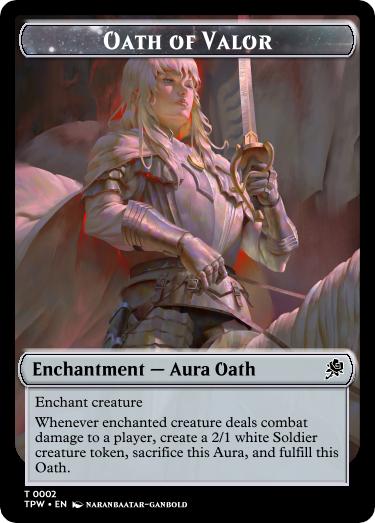 Oath of Valor
Enchantment — Aura Oath
Enchant creature
Whenever enchanted creature deals combat
damage to a player, create a 2/1 white Soldier
creature token, sacrifice this Aura, and fulfill this
Oath.
T 0002
TPW • EN Naranbaatar-Ganbold